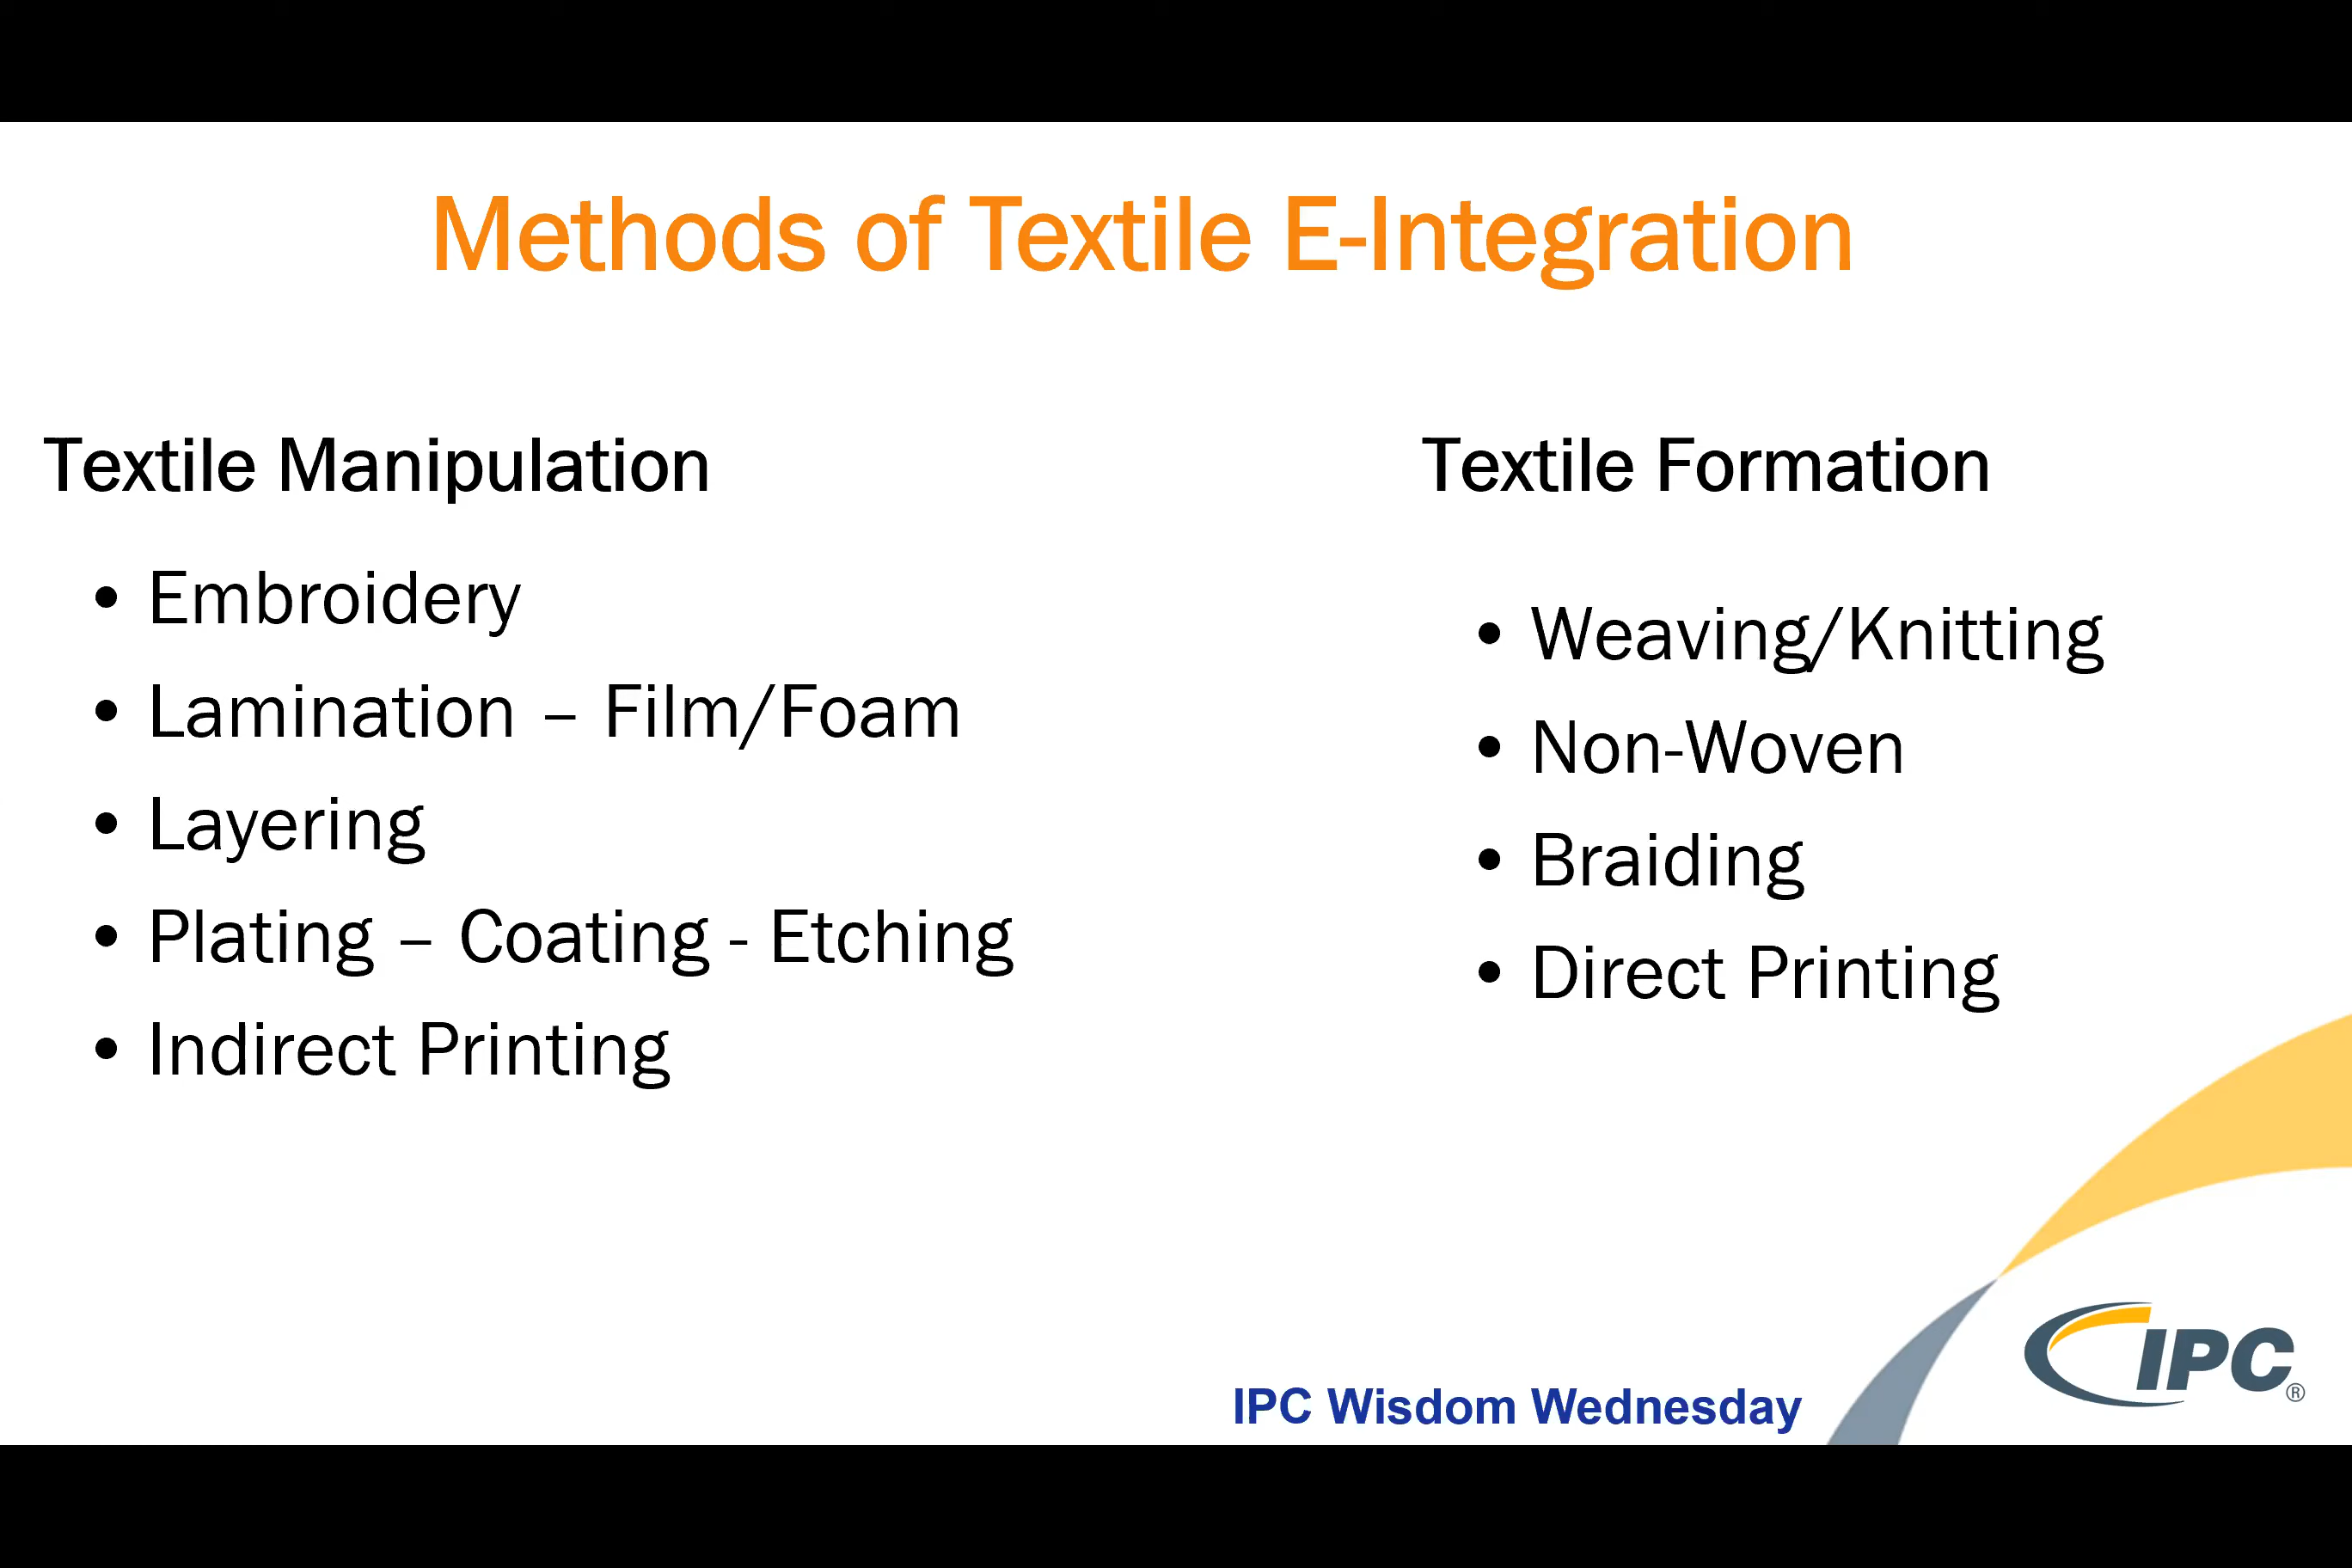 Methods of Textile E-Integration
Textile Manipulation
• Embroidery
• Lamination – Film/Foam
• Layering
• Plating – Coating - Etching
• Indirect Printing
Textile Formation
• Weaving/Knitting
• Non-Woven
• Braiding
• Direct Printing
IPC Wisdom Wednesday
IPC®